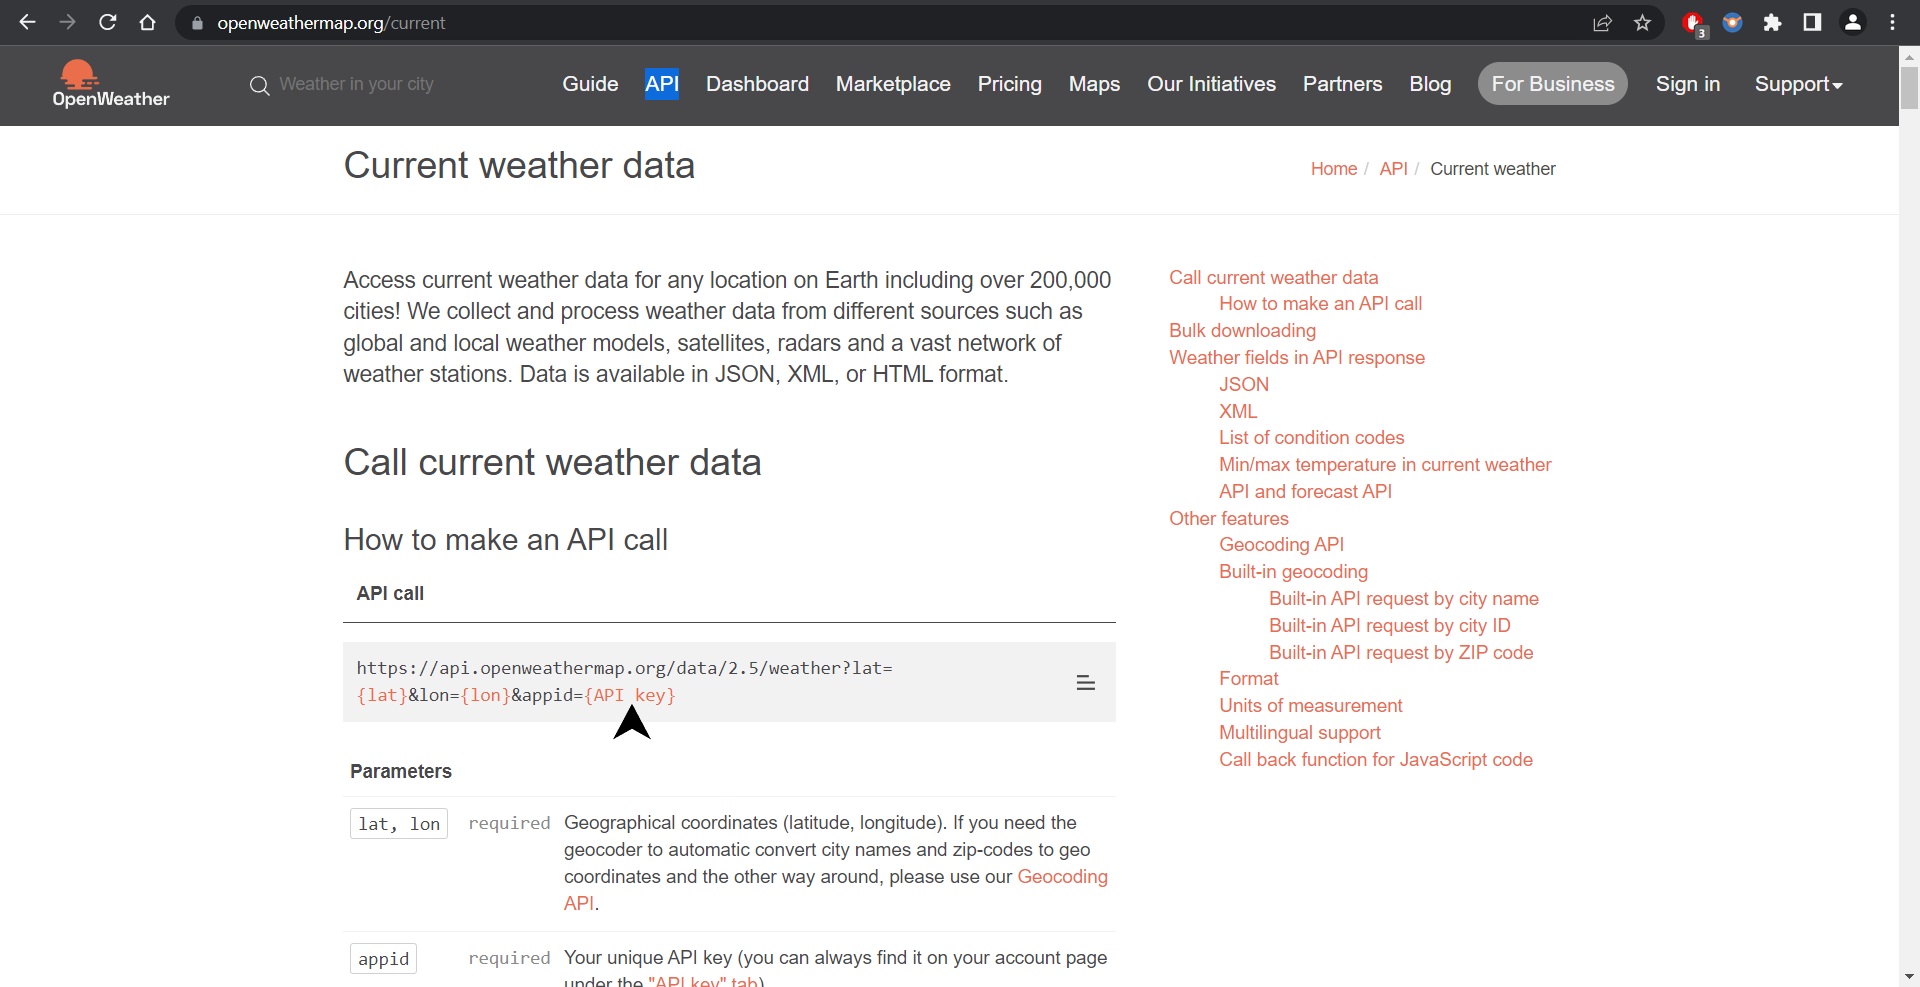 openweathermap.org/current
3
OpenWeather
Weather in your city
Guide API Dashboard Marketplace Pricing Maps Our Initiatives Partners Blog For Business Sign in Support
Current weather data
Home / API / Current weather
Access current weather data for any location on Earth including over 200,000
cities! We collect and process weather data from different sources such as
global and local weather models, satellites, radars and a vast network of
weather stations. Data is available in JSON, XML, or HTML format.
Call current weather data
How to make an API call
API call
https://api.openweathermap.org/data/2.5/weather?lat=
{lat}&lon={lon}&appid={API key}
Parameters
lat, lon required Geographical coordinates (latitude, longitude). If you need the
geocoder to automatic convert city names and zip-codes to geo
coordinates and the other way around, please use our Geocoding
API.
appid required Your unique API key (you can always find it on your account page
under the "API key" tab)
Call current weather data
How to make an API call
Bulk downloading
Weather fields in API response
JSON
XML
List of condition codes
Min/max temperature in current weather
API and forecast API
Other features
Geocoding API
Built-in geocoding
Built-in API request by city name
Built-in API request by city ID
Built-in API request by ZIP code
Format
Units of measurement
Multilingual support
Call back function for JavaScript code